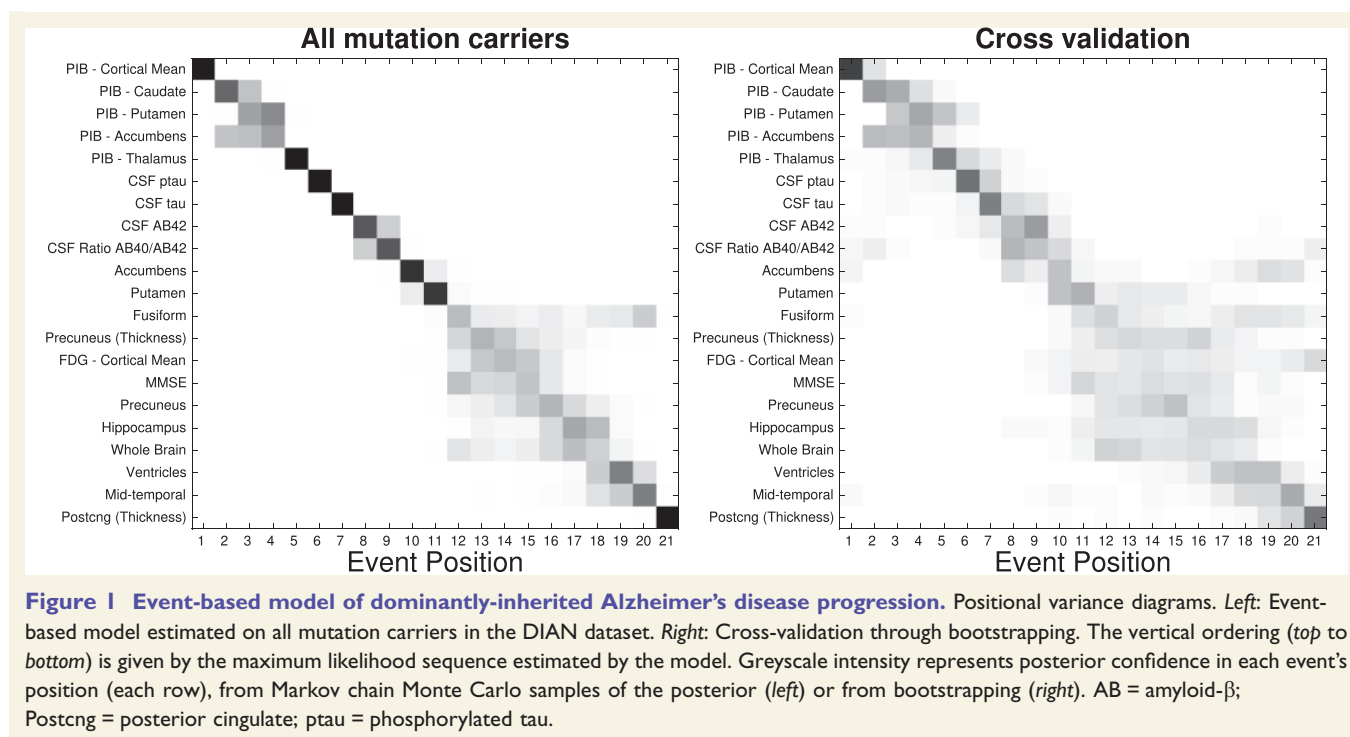 All mutation carriers
PIB - Cortical Mean
PIB - Caudate
PIB - Putamen
PIB - Accumbens
PIB - Thalamus
CSF ptau
CSF tau
CSF AB42
CSF Ratio AB40/AB42
Accumbens
Putamen
Fusiform
Precuneus (Thickness)
FDG - Cortical Mean
MMSE
Precuneus
Hippocampus
Whole Brain
Ventricles
Mid-temporal
Postcng (Thickness)
1 2 3 4 5 6 7 8 9 10 11 12 13 14 15 16 17 18 19 20 21
Event Position
Cross validation
PIB - Cortical Mean
PIB - Caudate
PIB - Putamen
PIB - Accumbens
PIB - Thalamus
CSF ptau
CSF tau
CSF AB42
CSF Ratio AB40/AB42
Accumbens
Putamen
Fusiform
Precuneus (Thickness)
FDG - Cortical Mean
MMSE
Precuneus
Hippocampus
Whole Brain
Ventricles
Mid-temporal
Postcng (Thickness)
1 2 3 4 5 6 7 8 9 10 11 12 13 14 15 16 17 18 19 20 21
Event Position
Figure 1 Event-based model of dominantly-inherited Alzheimer's disease progression. Positional variance diagrams. Left: Event-
based model estimated on all mutation carriers in the DIAN dataset. Right: Cross-validation through bootstrapping. The vertical ordering (top to
bottom) is given by the maximum likelihood sequence estimated by the model. Greyscale intensity represents posterior confidence in each event's
position (each row), from Markov chain Monte Carlo samples of the posterior (left) or from bootstrapping (right). AB = amyloid-β;
Postcng = posterior cingulate; ptau = phosphorylated tau.